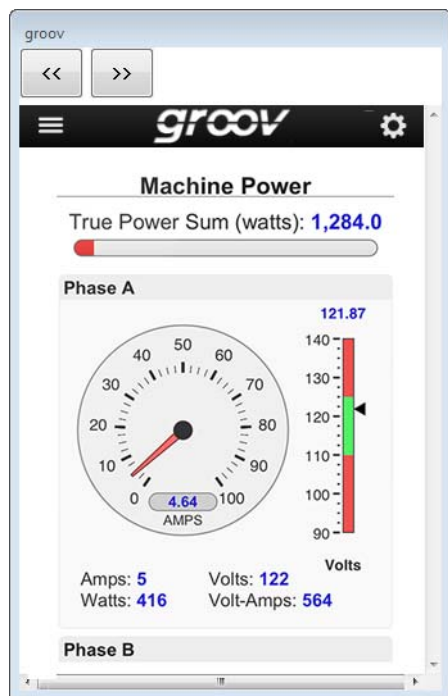 groov
<< >>
groov
Machine Power
True Power Sum (watts): 1,284.0
Phase A
121.87
140
130
120
110
100
90
Volts
0 10 20 30 40 50 60 70 80 90 100
4.64
AMPS
Amps: 5 Volts: 122
Watts: 416 Volt-Amps: 564
Phase B